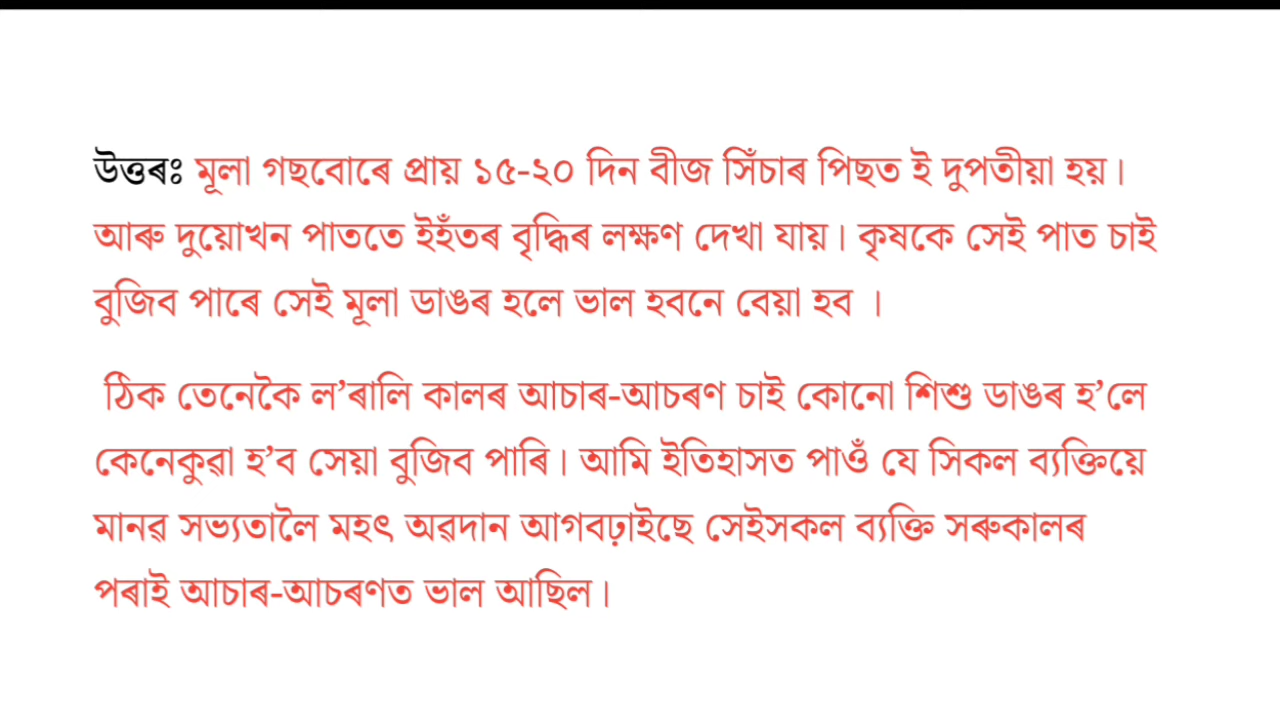 উত্তৰঃ মূলা গছবোৰে প্ৰায় ১৫-২০ দিন বীজ সিঁচাৰ পিছত ই দুপতীয়া হয়।
আৰু দুয়োখন পাততে ইহঁতৰ বৃদ্ধিৰ লক্ষণ দেখা যায়। কৃষকে সেই পাত চাই
বুজিব পাৰে সেই মূলা ডাঙৰ হলে ভাল হবনে বেয়া হব ।
ঠিক তেনেকৈ ল’ৰালি কালৰ আচাৰ-আচৰণ চাই কোনো শিশু ডাঙৰ হ’লে
কেনেকুৱা হ’ব সেয়া বুজিব পাৰি। আমি ইতিহাসত পাওঁ যে সিকল ব্যক্তিয়ে
মানৱ সভ্যতালৈ মহৎ অৱদান আগবঢ়াইছে সেইসকল ব্যক্তি সৰুকালৰ
পৰাই আচাৰ-আচৰণত ভাল আছিল।